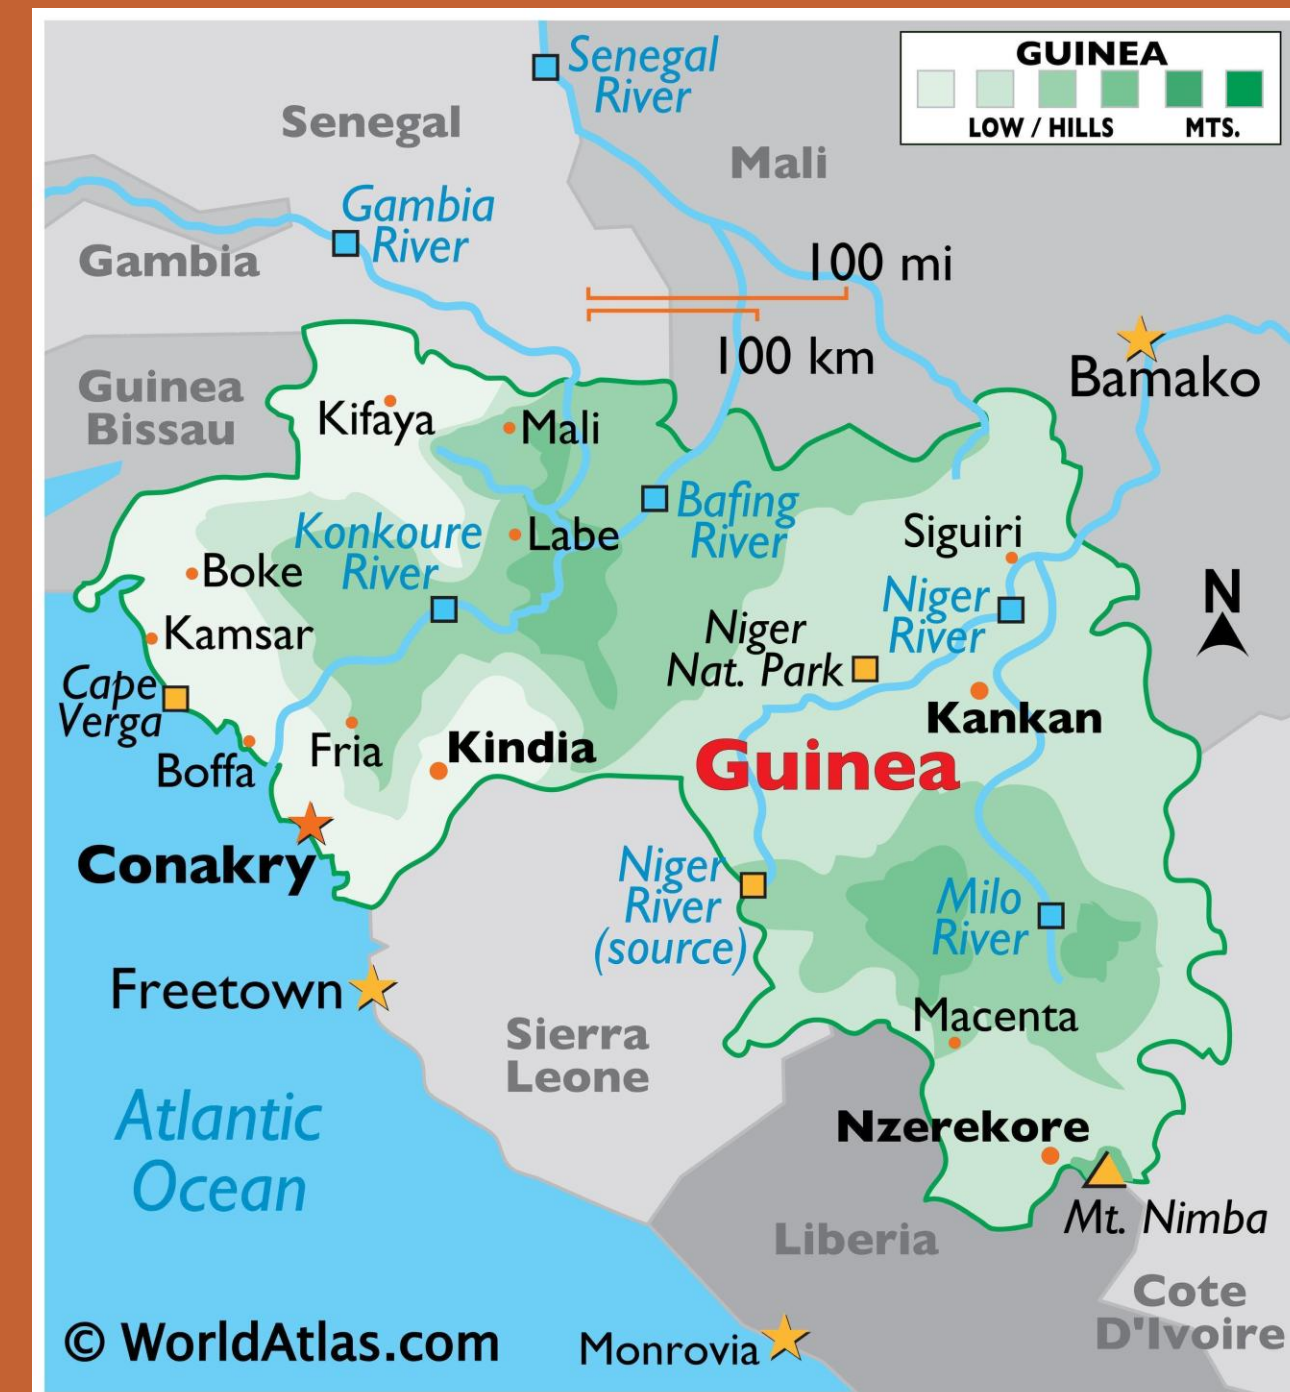 Senegal
River
GUINEA
LOW / HILLS MTS.
Senegal
Mali
Gambia
River
Gambia
100 mi
100 km
Bamako
Guinea
Bissau
Kifaya
Mali
Bafing
River
Konkoure
River
Labe
Siguiri
Boke
Niger
River
N
Kamsar
Niger
Nat. Park
Cape
Verga
Kankan
Boffa
Fria
Kindia
Guinea
Conakry
Niger
River
(source)
Milo
River
Freetown
Macenta
Sierra
Leone
Atlantic
Ocean
Nzerekore
Mt. Nimba
Liberia
Cote
D'Ivoire
© WorldAtlas.com
Monrovia